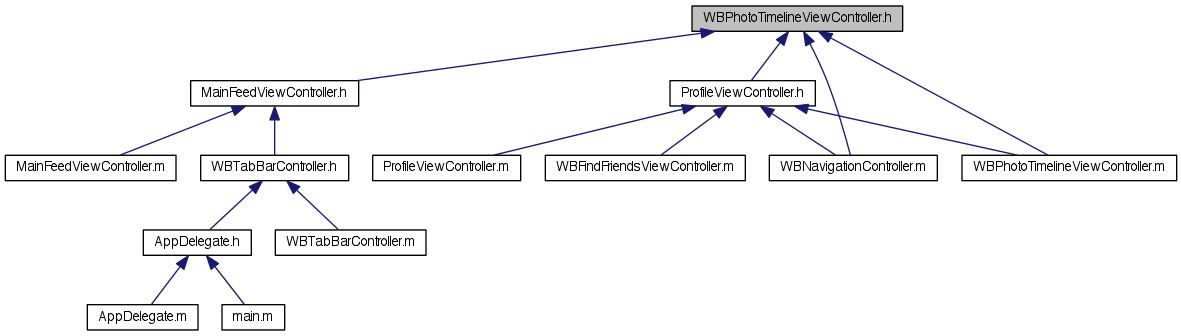 WBPhotoTimelineViewController.h
MainFeedViewController.h
ProfileViewController.h
MainFeedViewController.m
WBTabBarController.h
ProfileViewController.m
WBFindFriendsViewController.m
WBNavigationController.m
WBPhotoTimelineViewController.m
AppDelegate.h
WBTabBarController.m
AppDelegate.m
main.m